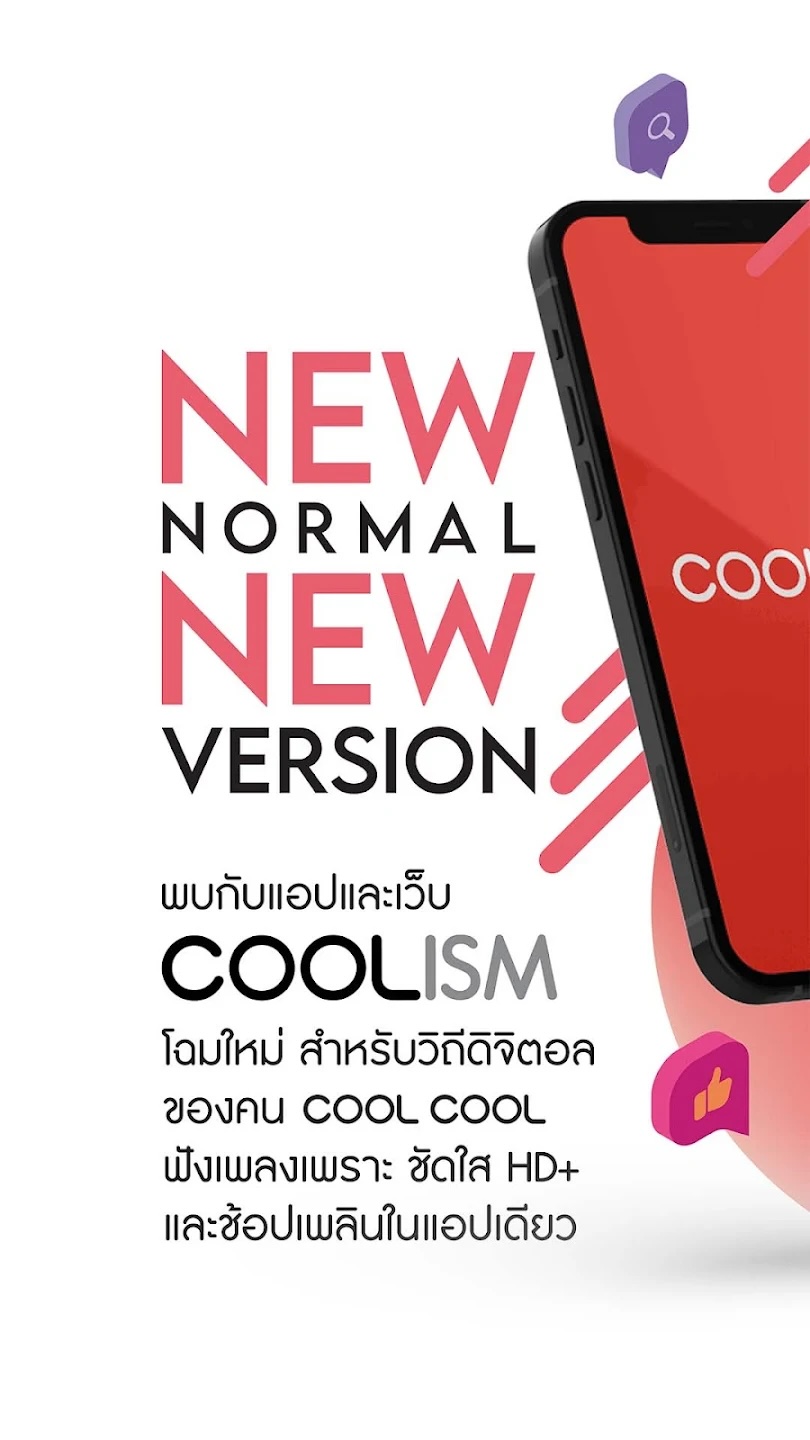 NEW
NORMAL
NEW
VERSION
พบกับแอปและเว็บ
COOLISM
โฉมใหม่ สำหรับวิถีดิจิตอล
ของคน COOL COOL
ฟังเพลงเพราะ ชัดใส HD+
และช้อปเพลินในแอปเดียว
COOL